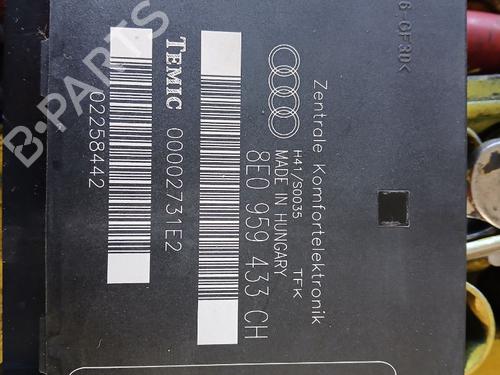 Zentrale Komfortelektronik
H41/S0035 TFK
MADE IN HUNGARY
8E0 959 433 CH
TEMIC 00002731E2
02258442
B-PARTS